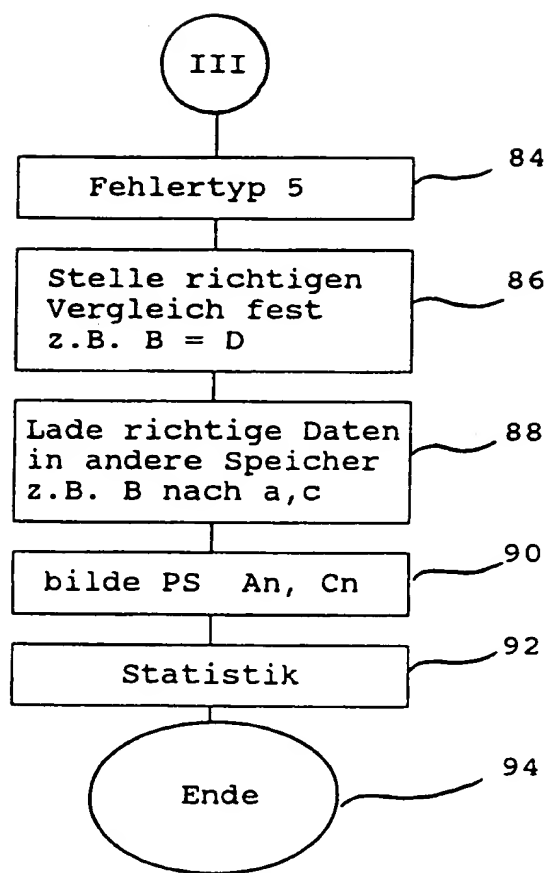 III
84
Fehlertyp 5
Stelle richtigen
Vergleich fest
z.B. B = D
86
Lade richtige Daten
in andere Speicher
z.B. B nach a,c
88
bilde PS An, Cn
90
Statistik
92
Ende
94